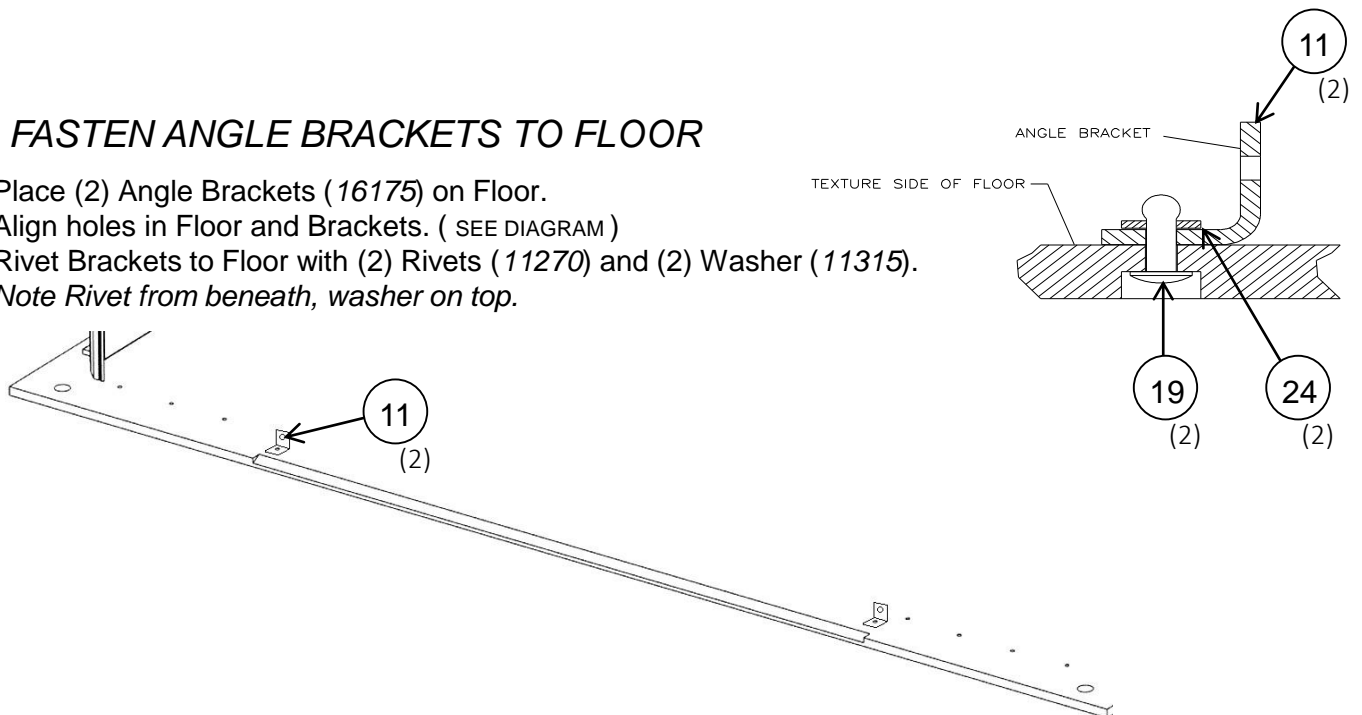 FASTEN ANGLE BRACKETS TO FLOOR
Place (2) Angle Brackets (16175) on Floor.
Align holes in Floor and Brackets. ( SEE DIAGRAM )
Rivet Brackets to Floor with (2) Rivets (11270) and (2) Washer (11315).
Note Rivet from beneath, washer on top.
11
(2)
ANGLE BRACKET
TEXTURE SIDE OF FLOOR
19
(2)
24
(2)
11
(2)